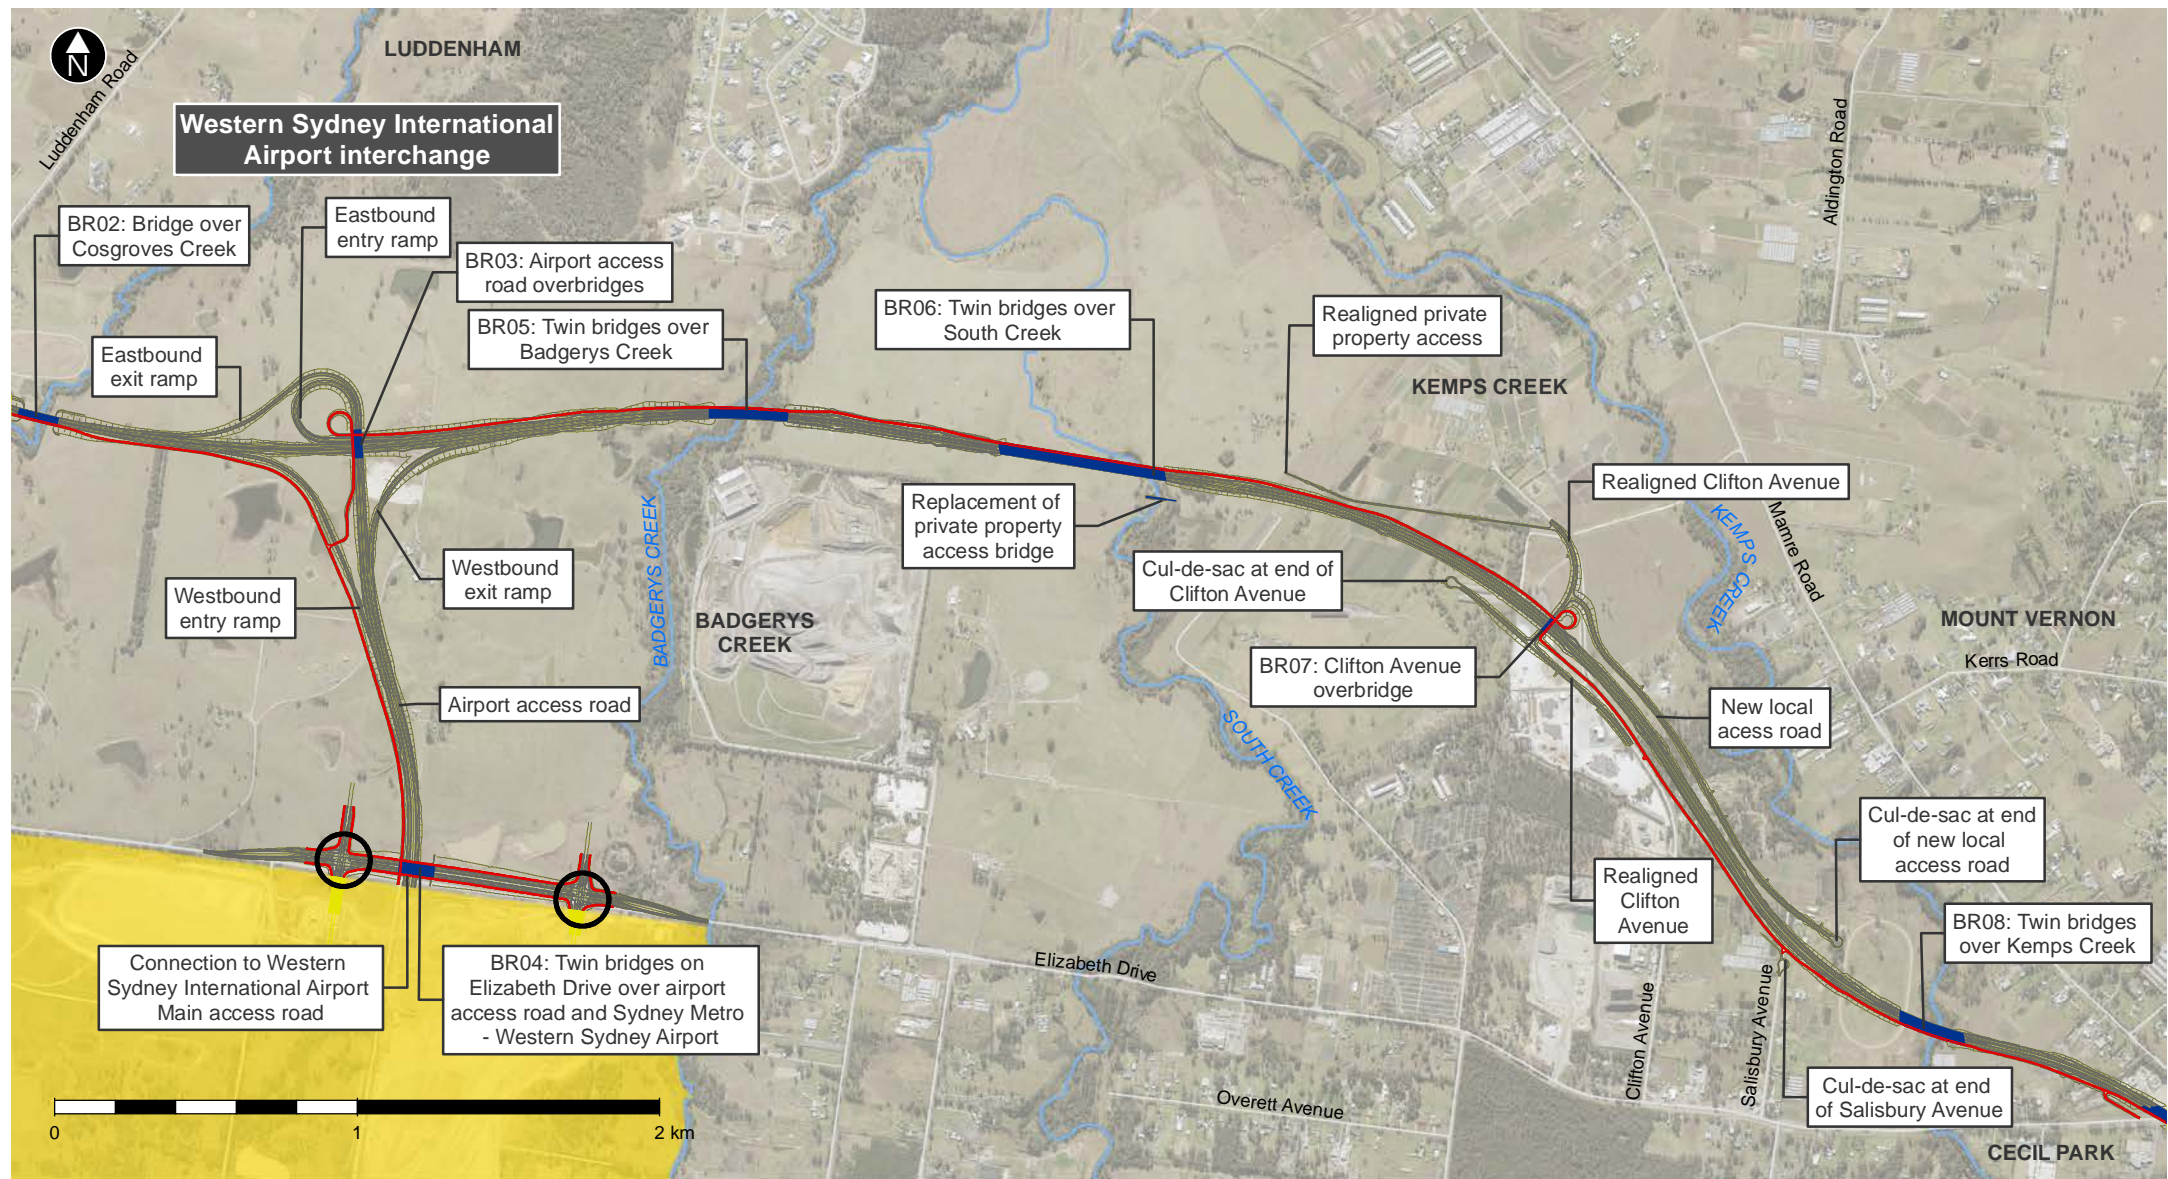 LUDDENHAM
N
Luddenham Road
Western Sydney International
Airport interchange
Aldington Road
BR02: Bridge over
Cosgroves Creek
Eastbound
entry ramp
BR03: Airport access
road overbridges
BR05: Twin bridges over
Badgerys Creek
BR06: Twin bridges over
South Creek
Realigned private
property access
Eastbound
exit ramp
KEMPS CREEK
Realigned Clifton Avenue
Replacement of
private property
access bridge
BADGERYS CREEK
KEMPS CREEK
Mamre Road
Westbound
exit ramp
Cul-de-sac at end of
Clifton Avenue
Westbound
entry ramp
BADGERYS
CREEK
MOUNT VERNON
Kerrs Road
BR07: Clifton Avenue
overbridge
Airport access road
New local
acess road
SOUTH CREEK
Cul-de-sac at end
of new local
access road
Realigned
Clifton
Avenue
BR08: Twin bridges
over Kemps Creek
Connection to Western
Sydney International Airport
Main access road
BR04: Twin bridges on
Elizabeth Drive over airport
access road and Sydney Metro
- Western Sydney Airport
Elizabeth Drive
Clifton Avenue
Salisbury Avenue
Cul-de-sac at end
of Salisbury Avenue
Overett Avenue
0
1
2 km
CECIL PARK